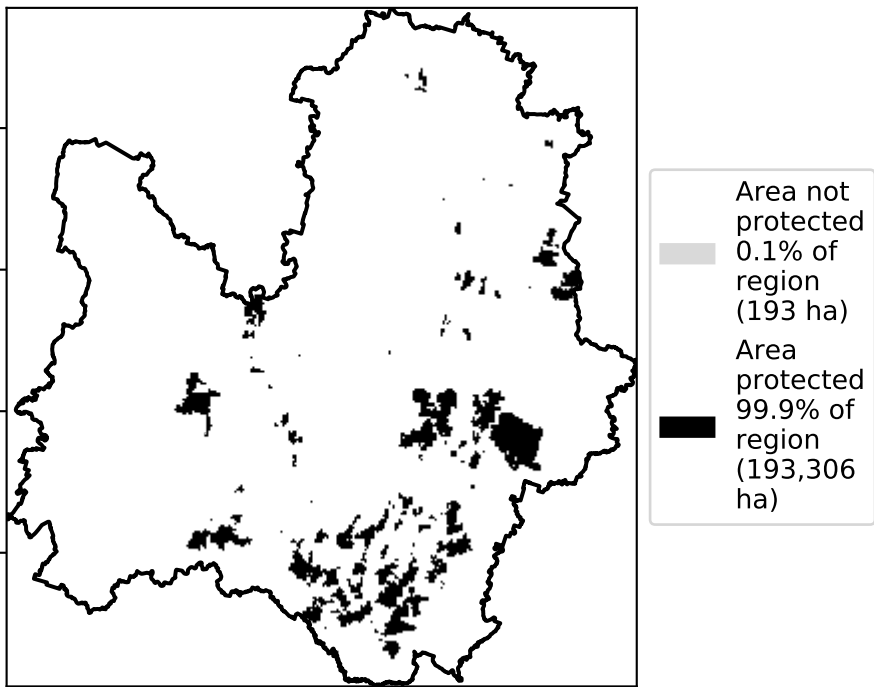 Area not
protected
0.1% of
region
(193 ha)
Area
protected
99.9% of
region
(193,306
ha)